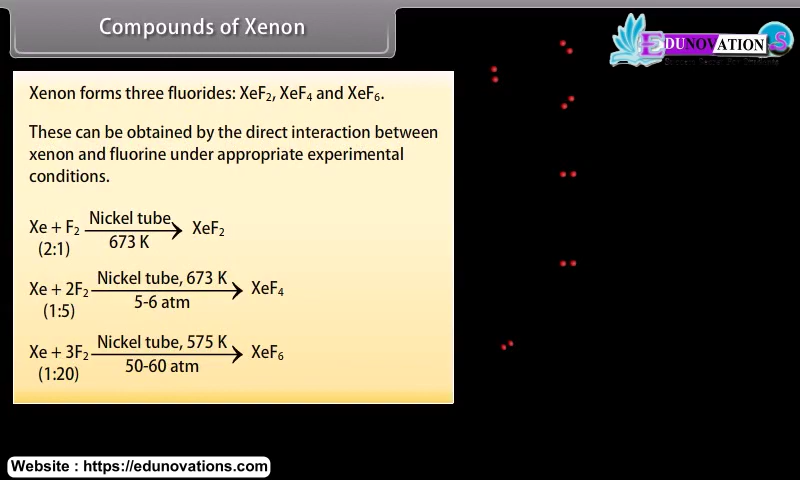 Compounds of Xenon
EDUNOVATION
S
Xenon forms three fluorides: XeF₂, XeF₄ and XeF₆.
These can be obtained by the direct interaction between
xenon and fluorine under appropriate experimental
conditions.
Nickel tube
Xe + F₂ → XeF₂
(2:1) 673 K
Nickel tube, 673 K
Xe + 2F₂ → XeF₄
(1:5) 5-6 atm
Nickel tube, 575 K
Xe + 3F₂ → XeF₆
(1:20) 50-60 atm
Website : https://edunovations.com